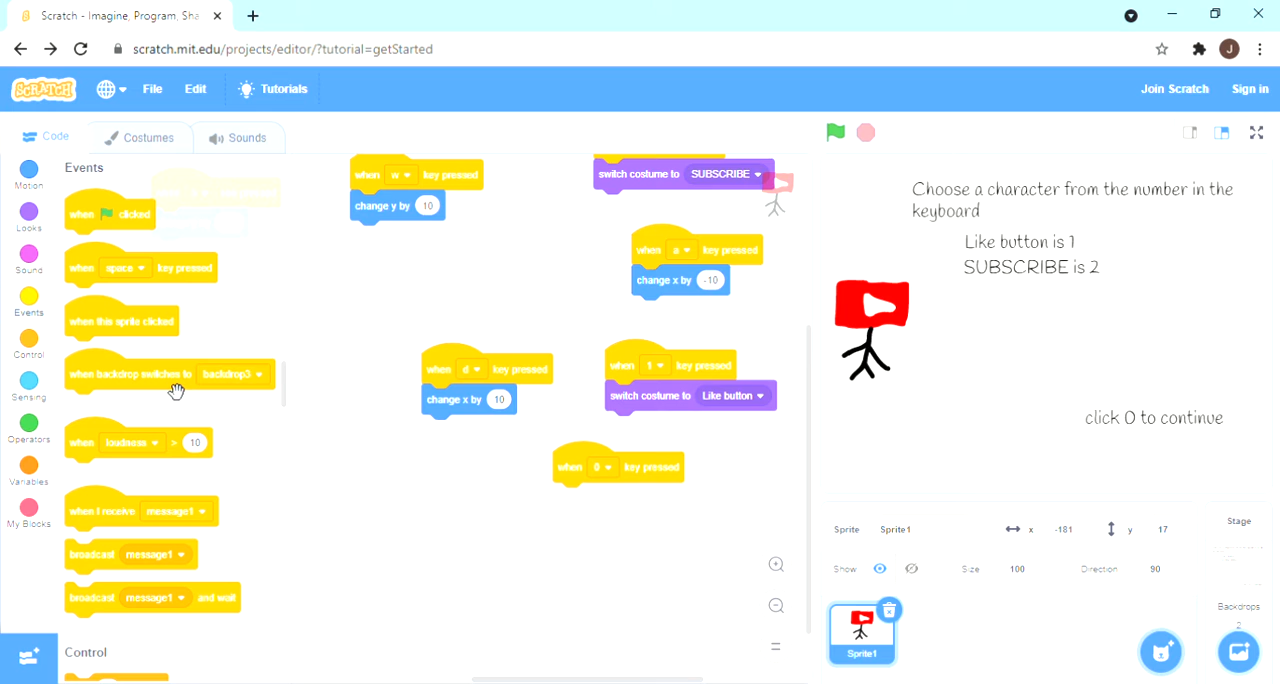 Scratch - Imagine, Program, Sha
scratch.mit.edu/projects/editor/?tutorial=getStarted
J
SCRATCH File Edit Tutorials Join Scratch Sign in
Code Costumes Sounds
Motion
Looks
Sound
Events
Control
Sensing
Operators
Variables
My Blocks
Events
when clicked
when space key pressed
when this sprite clicked
when backdrop switches to backdrop3
when loudness > 10
when I receive message1
broadcast message1
broadcast message1 and wait
Control
when w key pressed
change y by 10
switch costume to SUBSCRIBE
when a key pressed
change x by -10
when d key pressed
change x by 10
when 1 key pressed
switch costume to Like button
when 0 key pressed
Choose a character from the number in the
keyboard
Like button is 1
SUBSCRIBE is 2
click 0 to continue
Sprite Sprite1 x -181 y 17
Show Size 100 Direction 90
Sprite1
Stage
Backdrops
2